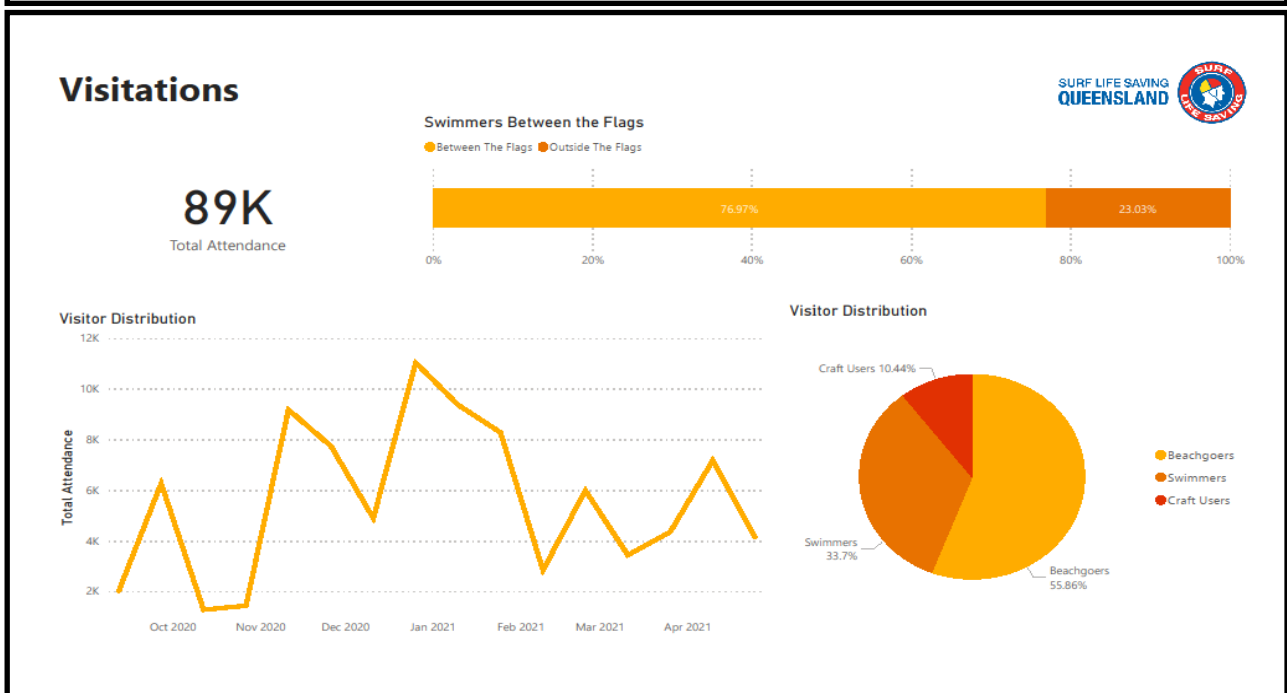 Visitations
SURF LIFE SAVING
QUEENSLAND
SURF
LIFE SAVING
Swimmers Between the Flags
Between The Flags Outside The Flags
89K
Total Attendance
76.97% 23.03%
0% 20% 40% 60% 80% 100%
Visitor Distribution
12K
10K
8K
6K
4K
2K
Total Attendance
Oct 2020 Nov 2020 Dec 2020 Jan 2021 Feb 2021 Mar 2021 Apr 2021
Visitor Distribution
Craft Users 10.44%
Swimmers
33.7%
Beachgoers
55.86%
Beachgoers
Swimmers
Craft Users